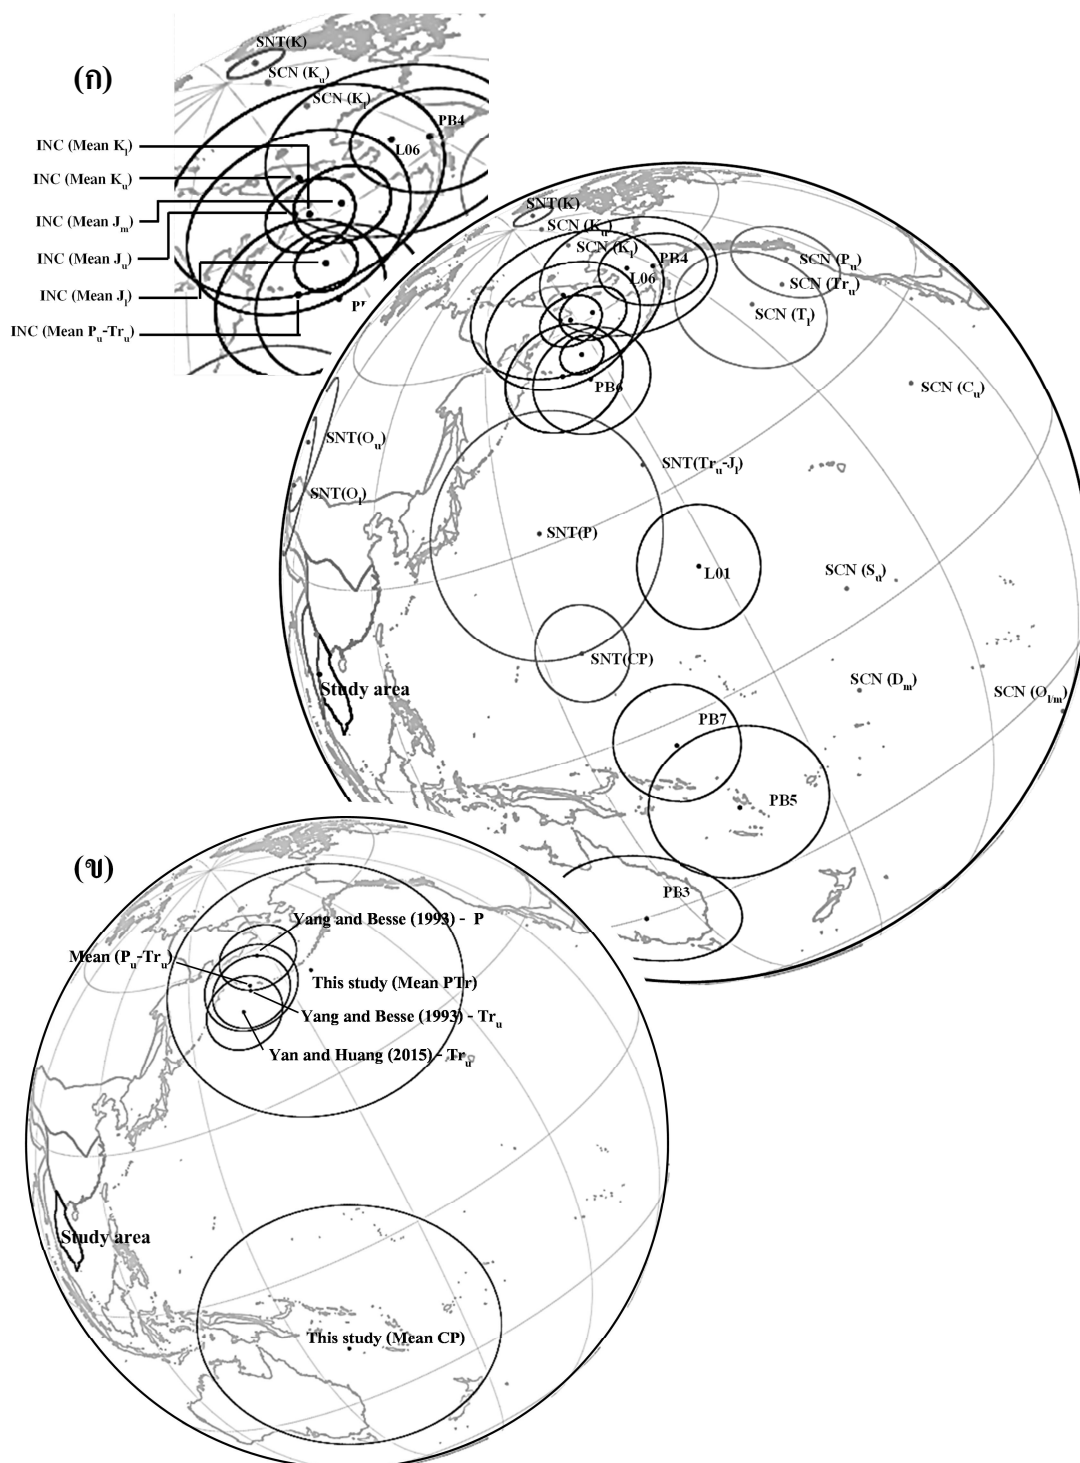 (ก)
SNT(K)
SCN (Ku)
SCN (Kl)
PB4
L06
INC (Mean Kl)
INC (Mean Ku)
INC (Mean Jm)
INC (Mean Ju)
INC (Mean Jl)
INC (Mean Pu-Tru)
SNT(K)
SCN (Ku)
SCN (Kl)
PB4
L06
SCN (Pu)
SCN (Tru)
SCN (Tl)
PB6
SCN (Cu)
SNT(Ou)
SNT(Tru-Jl)
SNT(Ol)
SNT(P)
L01
SCN (Su)
SNT(CP)
Study area
SCN (Dm)
SCN (Ol/m)
PB7
PB5
PB3
(ข)
Yang and Besse (1993) - P
Mean (Pu-Tru)
This study (Mean PTr)
Yang and Besse (1993) - Tru
Yan and Huang (2015) - Tru
Study area
This study (Mean CP)